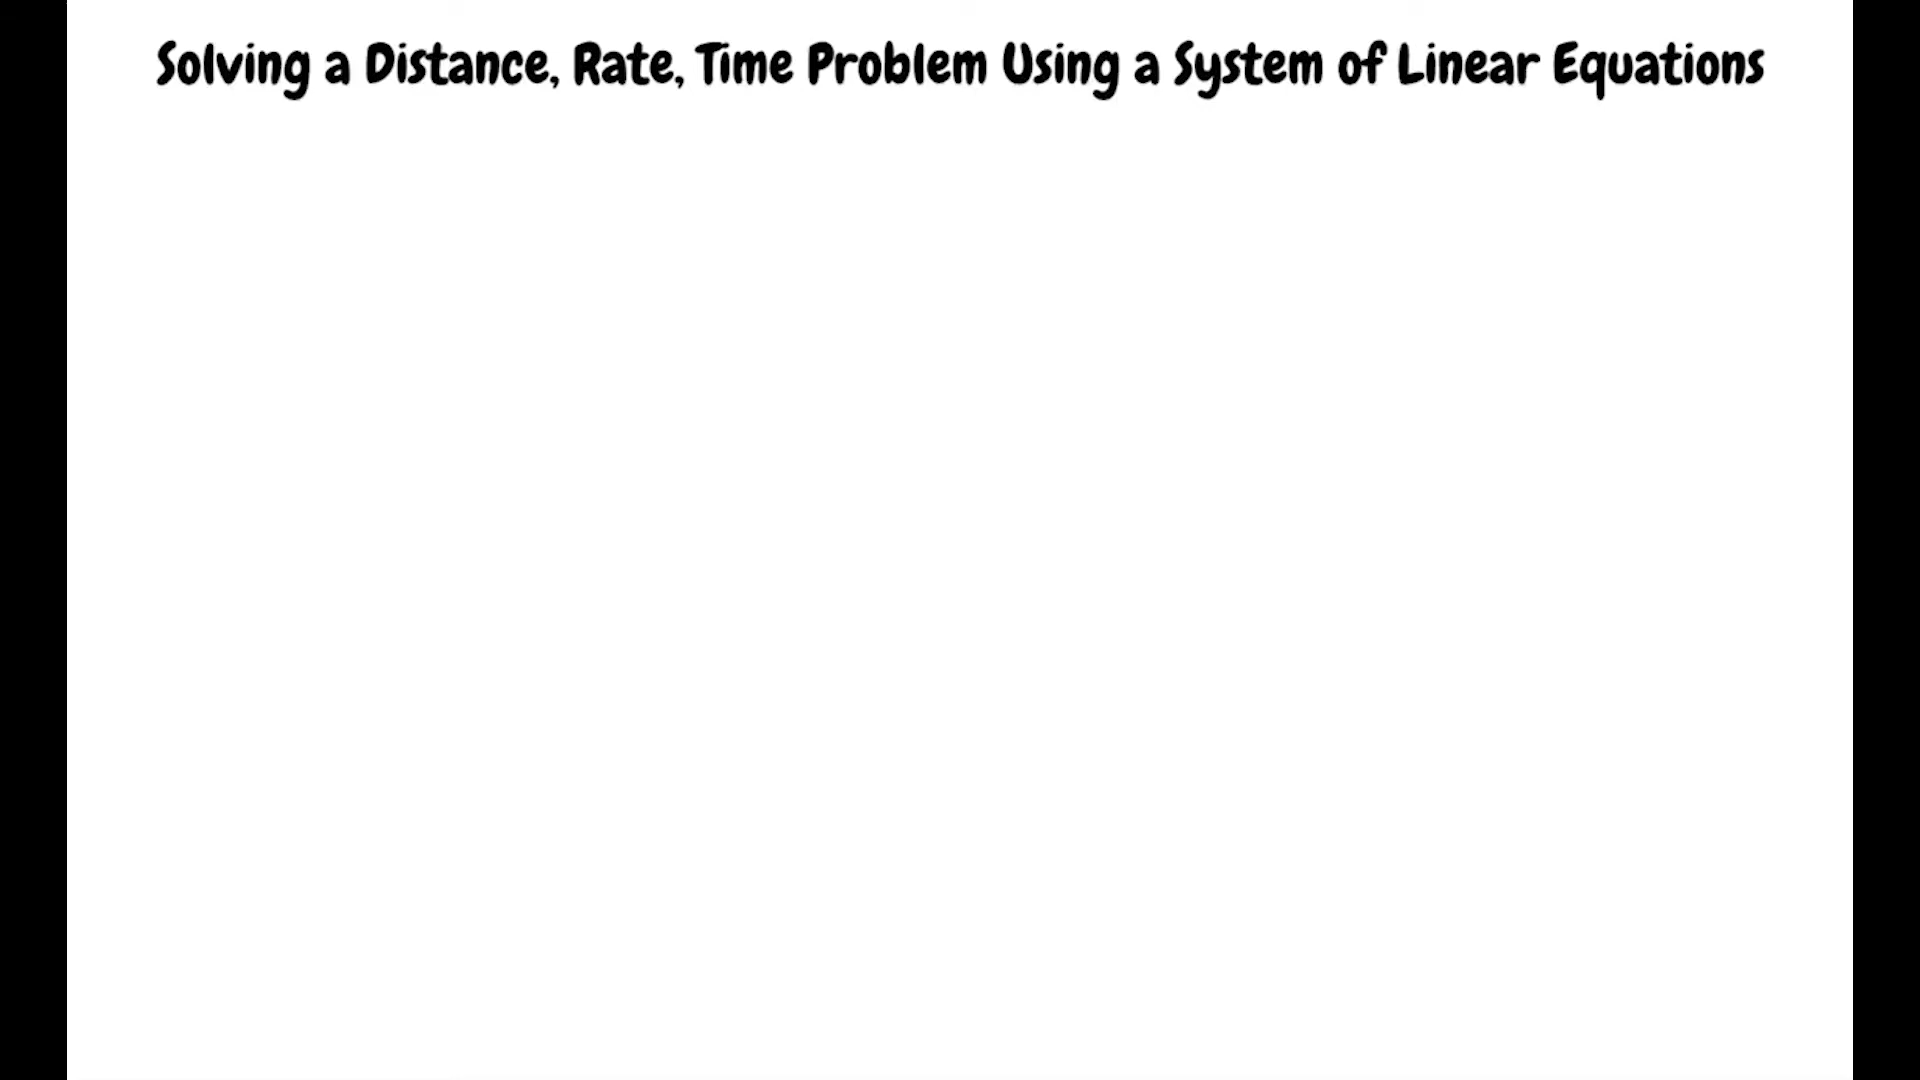 Solving a Distance, Rate, Time Problem Using a System of Linear Equations